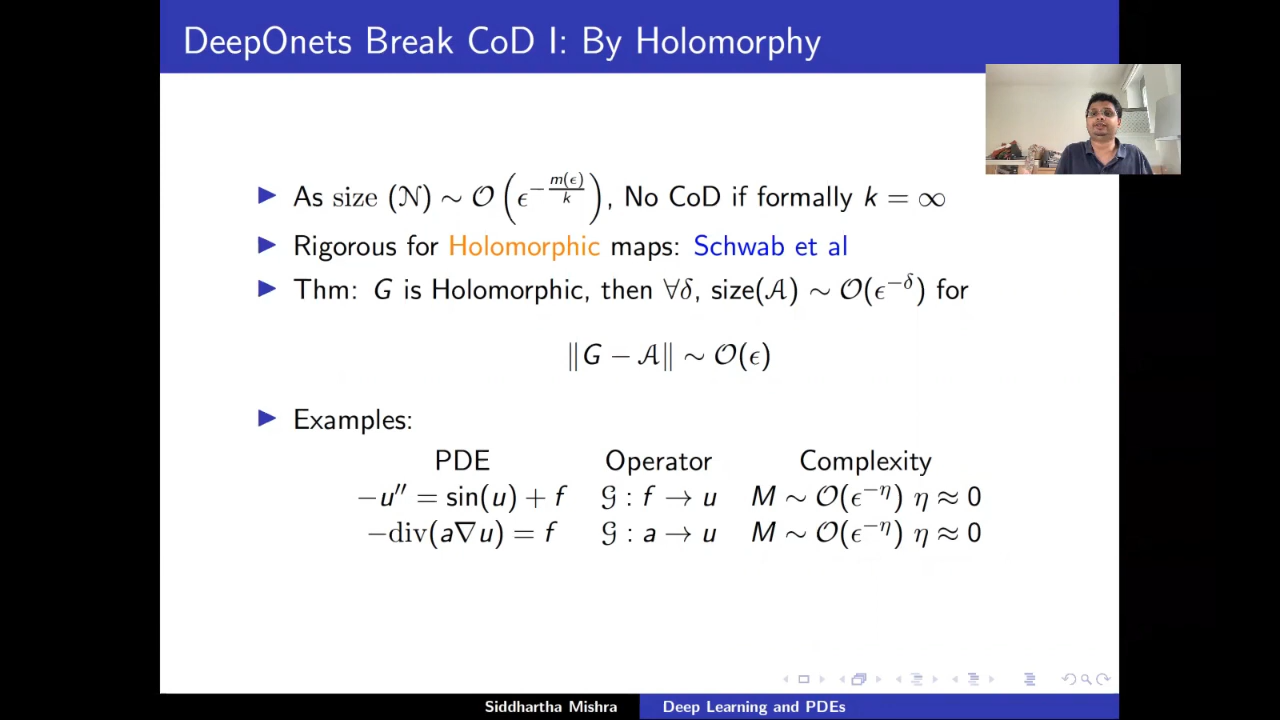 DeepOnets Break CoD I: By Holomorphy
▶ As size (𝒩) ∼ 𝒪(ϵ^{−m(ϵ)/k}), No CoD if formally k = ∞
▶ Rigorous for Holomorphic maps: Schwab et al
▶ Thm: G is Holomorphic, then ∀δ, size(𝒜) ∼ 𝒪(ϵ^{−δ}) for
‖G − 𝒜‖ ∼ 𝒪(ϵ)
▶ Examples:
PDE Operator Complexity
−u″ = sin(u) + f 𝒢 : f → u M ∼ 𝒪(ϵ^{−η}) η ≈ 0
−div(a∇u) = f 𝒢 : a → u M ∼ 𝒪(ϵ^{−η}) η ≈ 0
Siddhartha Mishra Deep Learning and PDEs